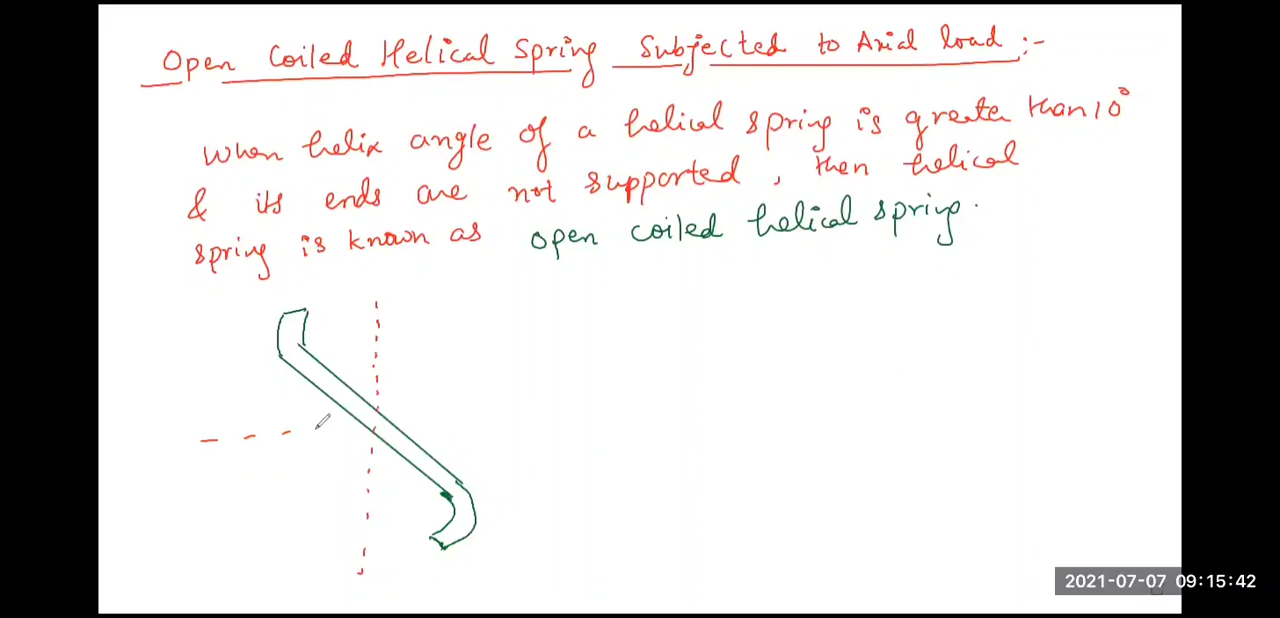 Open Coiled Helical Spring Subjected to Axial load :-
When helix angle of a helical spring is greater than 10°
& its ends are not supported, then helical
spring is known as open coiled helical spring.
2021-07-07 09:15:42